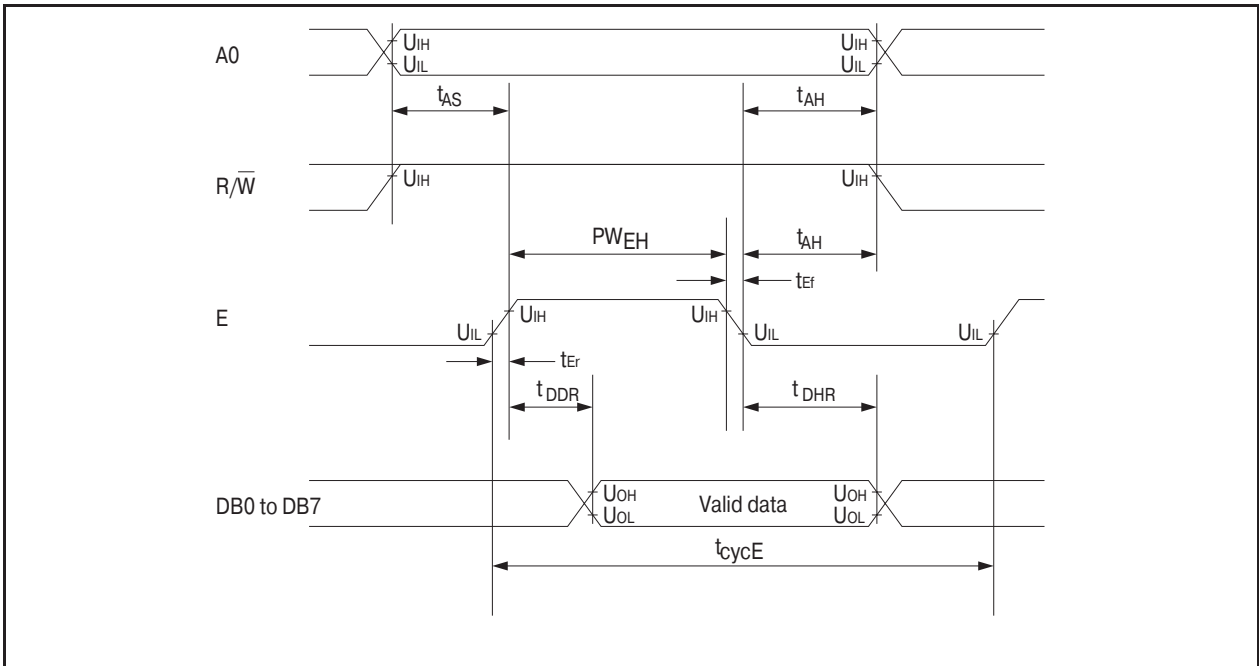 A0
UIH
UIL
UIH
UIL
tAS
tAH
R/W̅
UIH
UIH
PWEH
tAH
tEf
E
UIH
UIH
UIL
UIL
UIL
tEr
tDDR
tDHR
DB0 to DB7
UOH
UOL
Valid data
UOH
UOL
tcycE